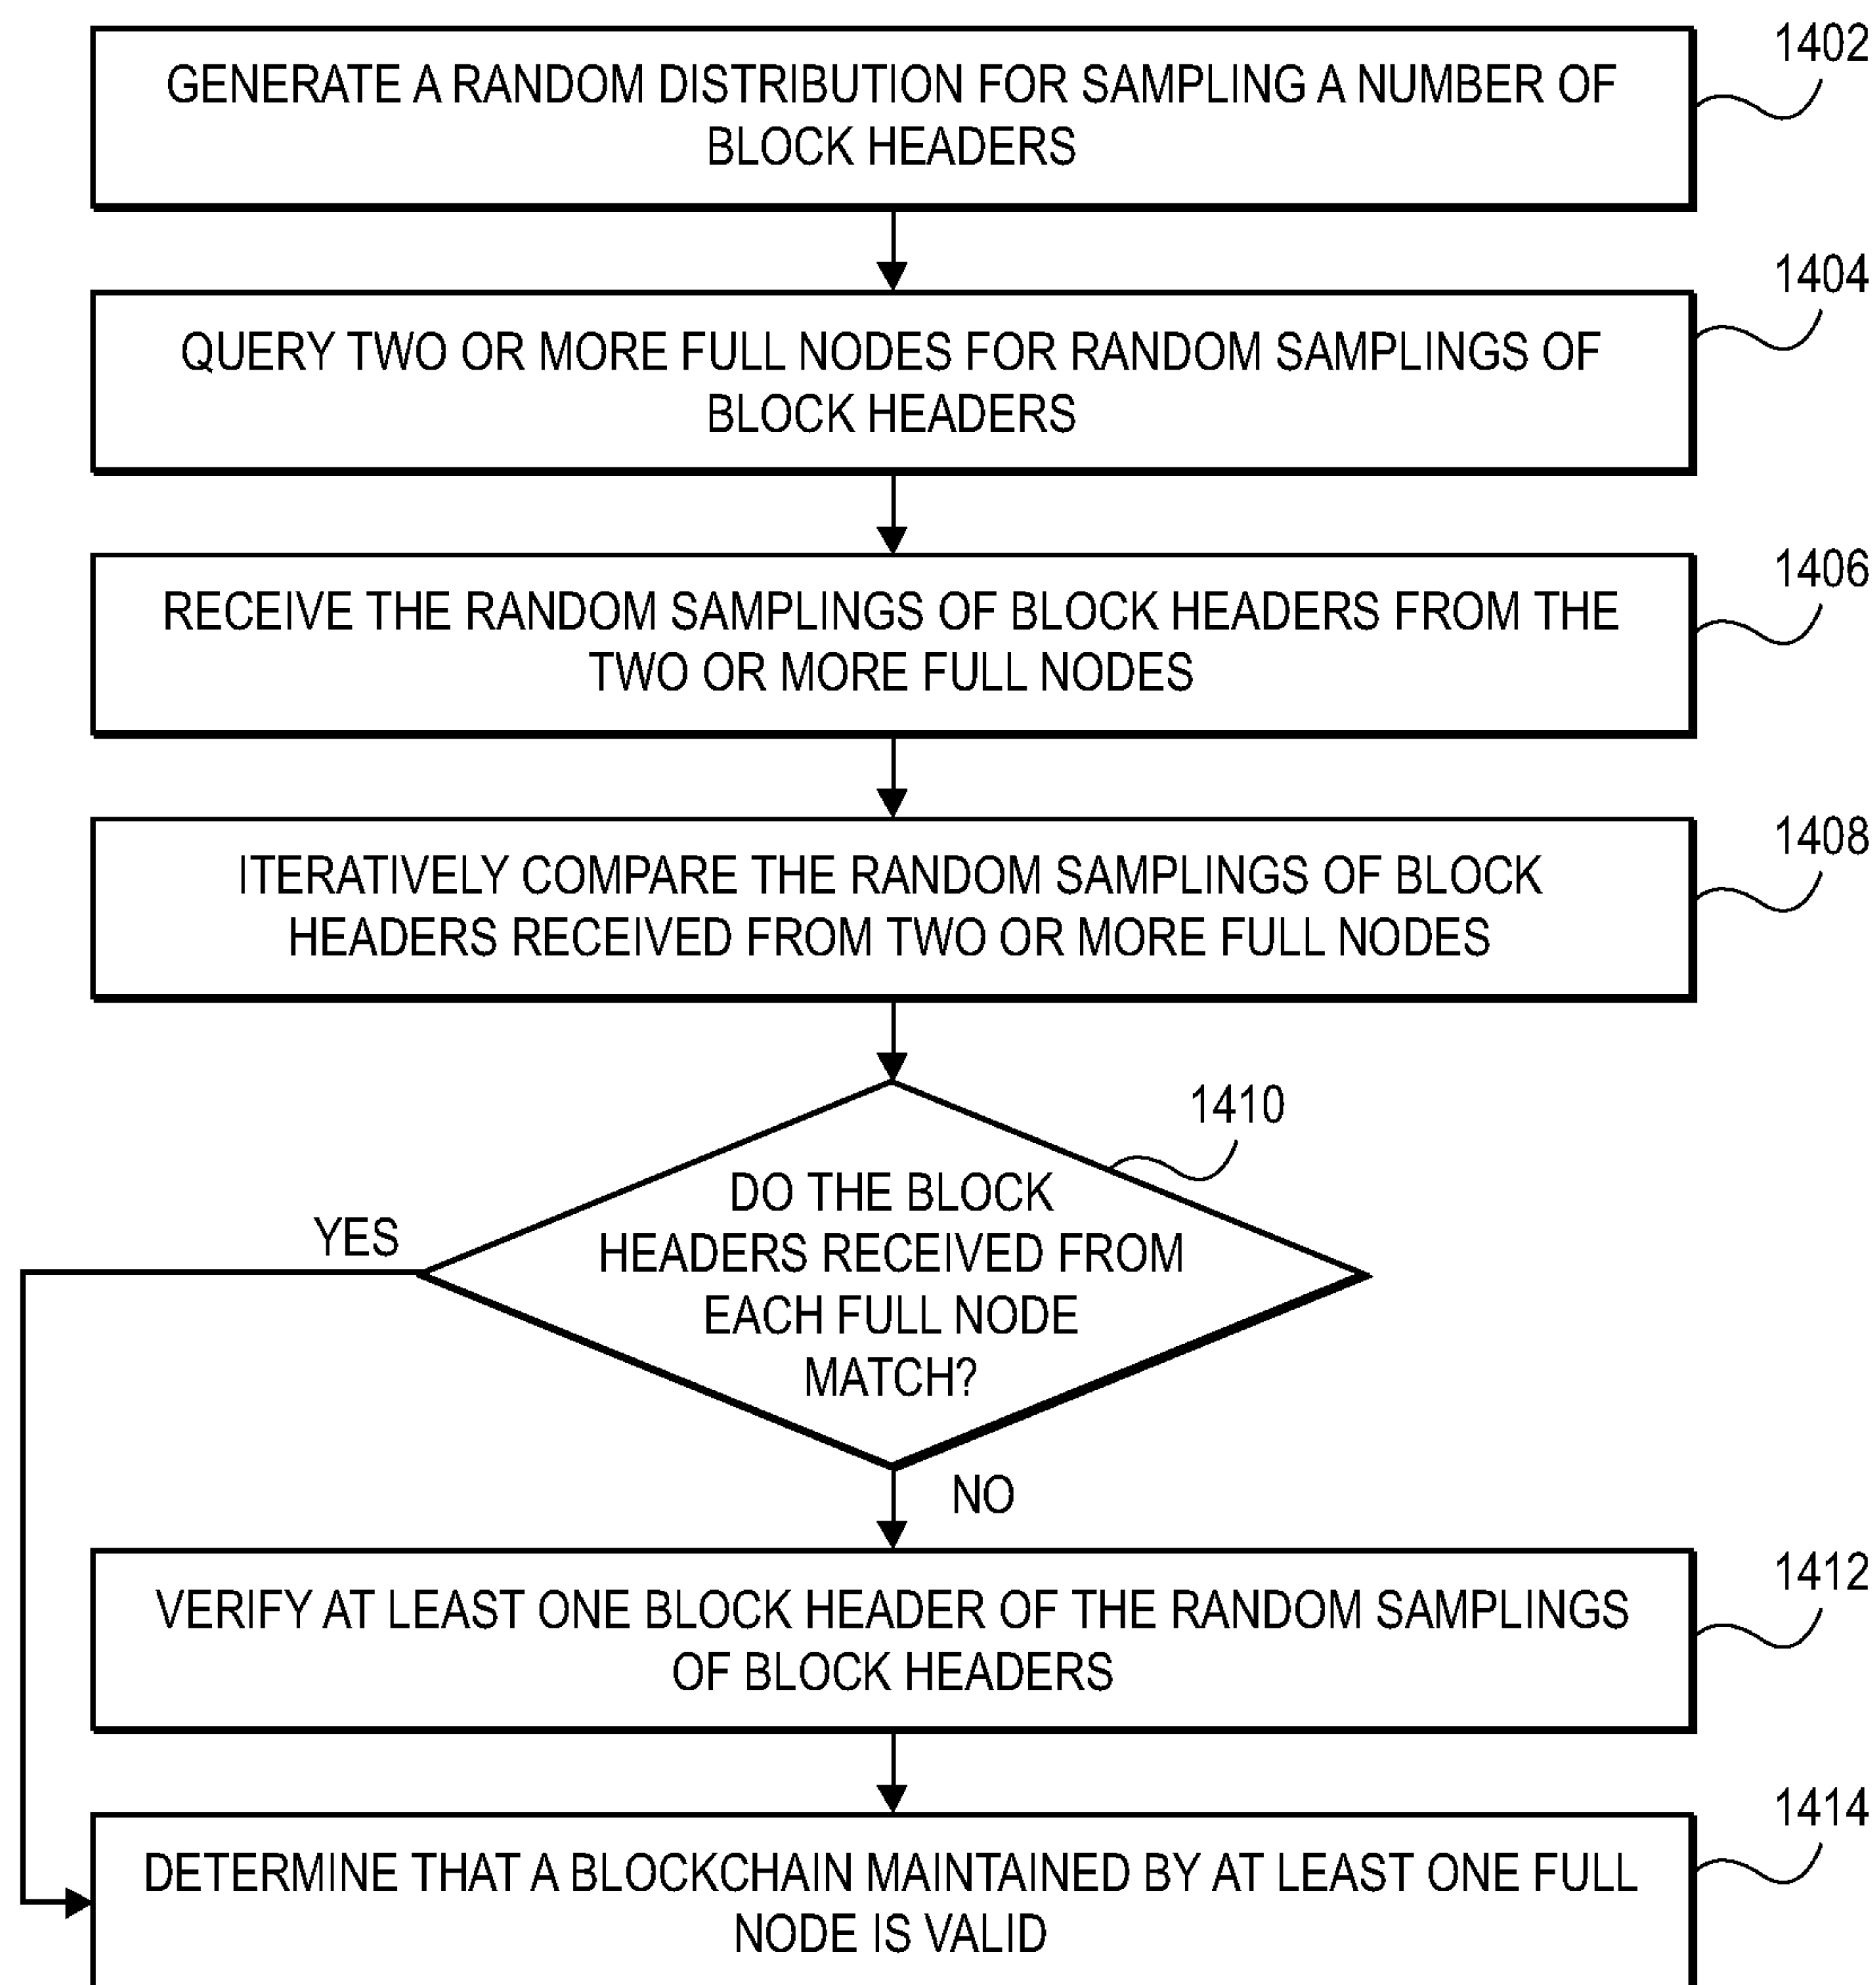 1402
GENERATE A RANDOM DISTRIBUTION FOR SAMPLING A NUMBER OF
BLOCK HEADERS
1404
QUERY TWO OR MORE FULL NODES FOR RANDOM SAMPLINGS OF
BLOCK HEADERS
1406
RECEIVE THE RANDOM SAMPLINGS OF BLOCK HEADERS FROM THE
TWO OR MORE FULL NODES
1408
ITERATIVELY COMPARE THE RANDOM SAMPLINGS OF BLOCK
HEADERS RECEIVED FROM TWO OR MORE FULL NODES
1410
DO THE BLOCK
HEADERS RECEIVED FROM
EACH FULL NODE
MATCH?
YES
NO
1412
VERIFY AT LEAST ONE BLOCK HEADER OF THE RANDOM SAMPLINGS
OF BLOCK HEADERS
1414
DETERMINE THAT A BLOCKCHAIN MAINTAINED BY AT LEAST ONE FULL
NODE IS VALID